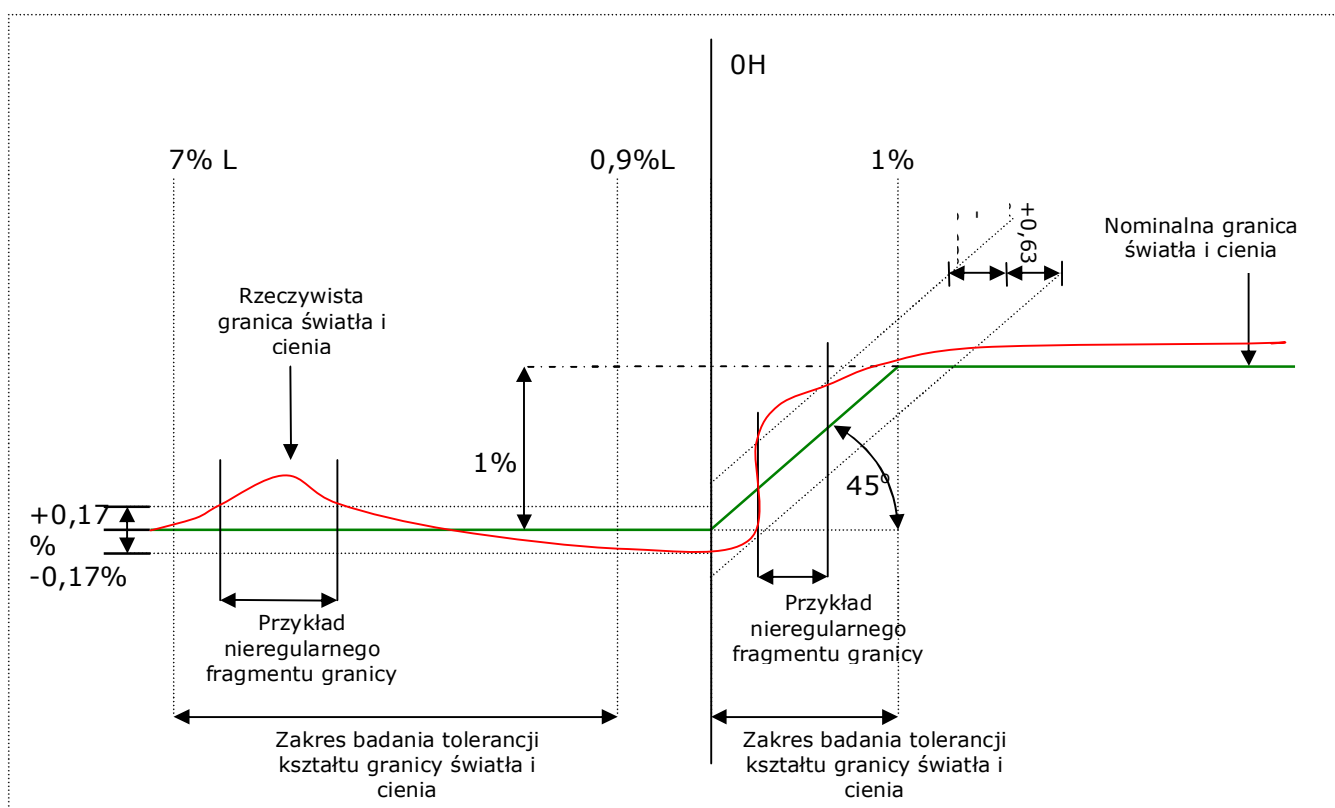 0H
7% L
0,9%L
1%
+0,63
Nominalna granica
światła i cienia
Rzeczywista
granica światła i
cienia
1%
45°
+0,17
%
-0,17%
Przykład
nieregularnego
fragmentu granicy
Przykład
nieregularnego
fragmentu granicy
Zakres badania tolerancji
kształtu granicy światła i
cienia
Zakres badania tolerancji
kształtu granicy światła i
cienia